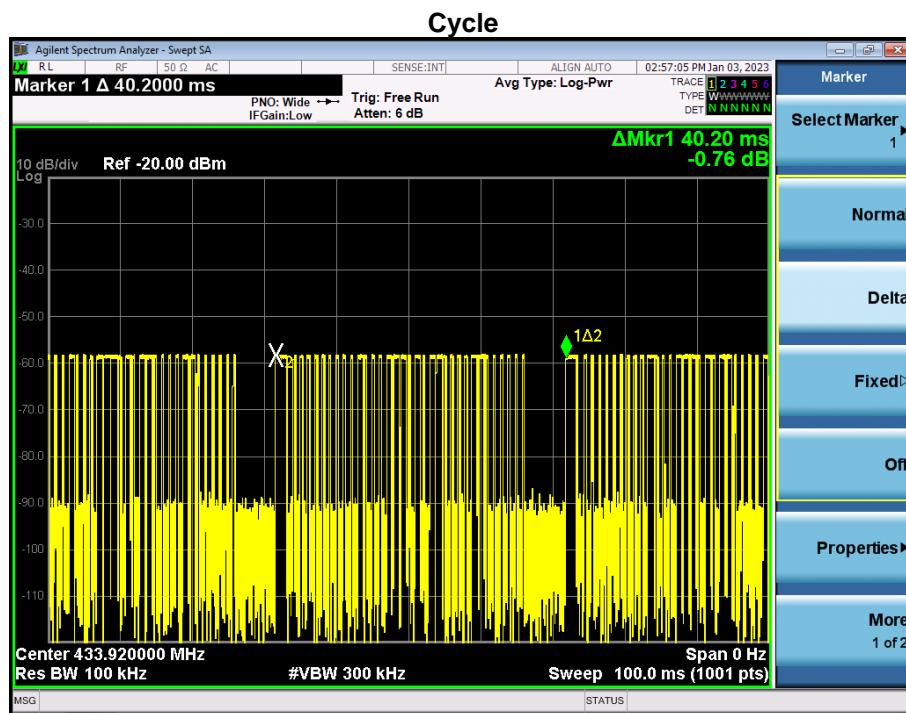 Cycle
Agilent Spectrum Analyzer - Swept SA
LXI RL RF 50 Ω AC SENSE:INT ALIGN AUTO 02:57:05 PM Jan 03, 2023
Marker 1 Δ 40.2000 ms
PNO: Wide Trig: Free Run Avg Type: Log-Pwr TRACE 1 2 3 4 5 6
TYPE WWWWWW
IFGain:Low Atten: 6 dB DET N N N N N N
Marker
Select Marker
1
Normal
Delta
Fixed
Off
Properties
More
1 of 2
ΔMkr1 40.20 ms
-0.76 dB
10 dB/div Ref -20.00 dBm
Log
-30.0
-40.0
-50.0
1Δ2
-60.0
X2
-70.0
-80.0
-90.0
-100
-110
Center 433.920000 MHz Span 0 Hz
Res BW 100 kHz #VBW 300 kHz Sweep 100.0 ms (1001 pts)
MSG STATUS